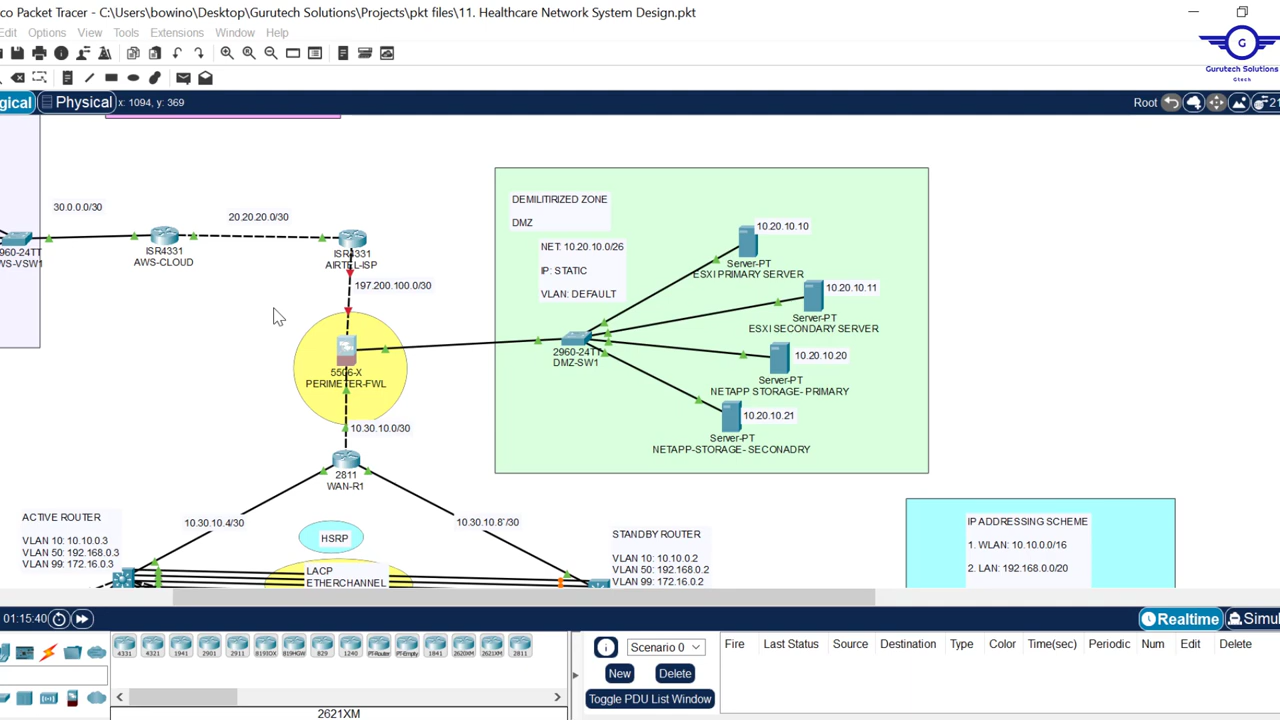 co Packet Tracer - C:\Users\bowino\Desktop\Gurutech Solutions\Projects\pkt files\11. Healthcare Network System Design.pkt
Edit Options View Tools Extensions Window Help
G
Gurutech Solutions
Gtech
gical Physical x: 1094, y: 369
Root
21
30.0.0.0/30
20.20.20.0/30
ISR4331
AWS-CLOUD
ISR4331
AIRTEL-ISP
960-24TT
WS-VSW1
197.200.100.0/30
5506-X
PERIMETER-FWL
10.30.10.0/30
2811
WAN-R1
DEMILITIRIZED ZONE
DMZ
NET: 10.20.10.0/26
IP: STATIC
VLAN: DEFAULT
2960-24TT
DMZ-SW1
10.20.10.10
Server-PT
ESXI PRIMARY SERVER
10.20.10.11
Server-PT
ESXI SECONDARY SERVER
10.20.10.20
Server-PT
NETAPP STORAGE- PRIMARY
10.20.10.21
Server-PT
NETAPP-STORAGE- SECONADRY
ACTIVE ROUTER
VLAN 10: 10.10.0.3
VLAN 50: 192.168.0.3
VLAN 99: 172.16.0.3
10.30.10.4/30
HSRP
LACP
ETHERCHANNEL
10.30.10.8`/30
STANDBY ROUTER
VLAN 10: 10.10.0.2
VLAN 50: 192.168.0.2
VLAN 99: 172.16.0.2
IP ADDRESSING SCHEME
1. WLAN: 10.10.0.0/16
2. LAN: 192.168.0.0/20
01:15:40
Realtime Simul
4331 4321 1941 2901 2911 819IOX 819HGW 829 1240 PT-Router PT-Empty 1841 2620XM 2621XM 2811
2621XM
Scenario 0
New Delete
Toggle PDU List Window
Fire Last Status Source Destination Type Color Time(sec) Periodic Num Edit Delete